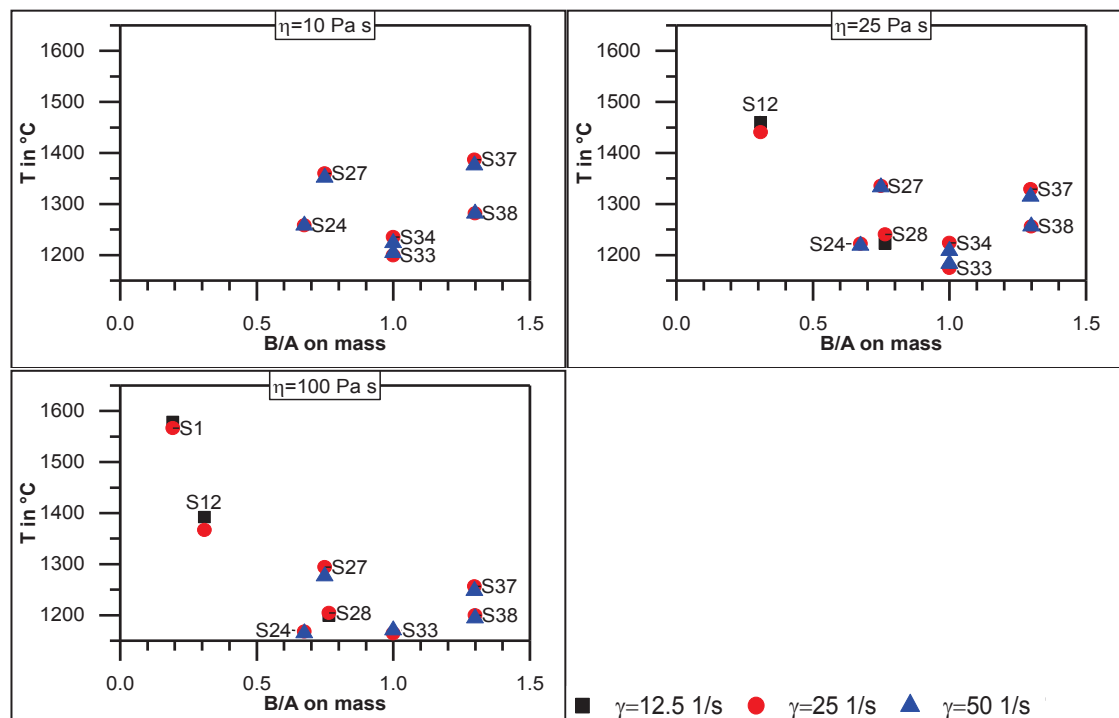 η=10 Pa s
T in °C
1600
1500
1400
1300
1200
S27
S37
S24
S38
S34
S33
0.0 0.5 1.0 1.5
B/A on mass
η=25 Pa s
T in °C
1600
1500
1400
1300
1200
S12
S27
S37
S28
S24
S34
S38
S33
0.0 0.5 1.0 1.5
B/A on mass
η=100 Pa s
T in °C
1600
1500
1400
1300
1200
S1
S12
S27
S37
S28
S24
S33
S38
0.0 0.5 1.0 1.5
B/A on mass
γ=12.5 1/s γ=25 1/s γ=50 1/s